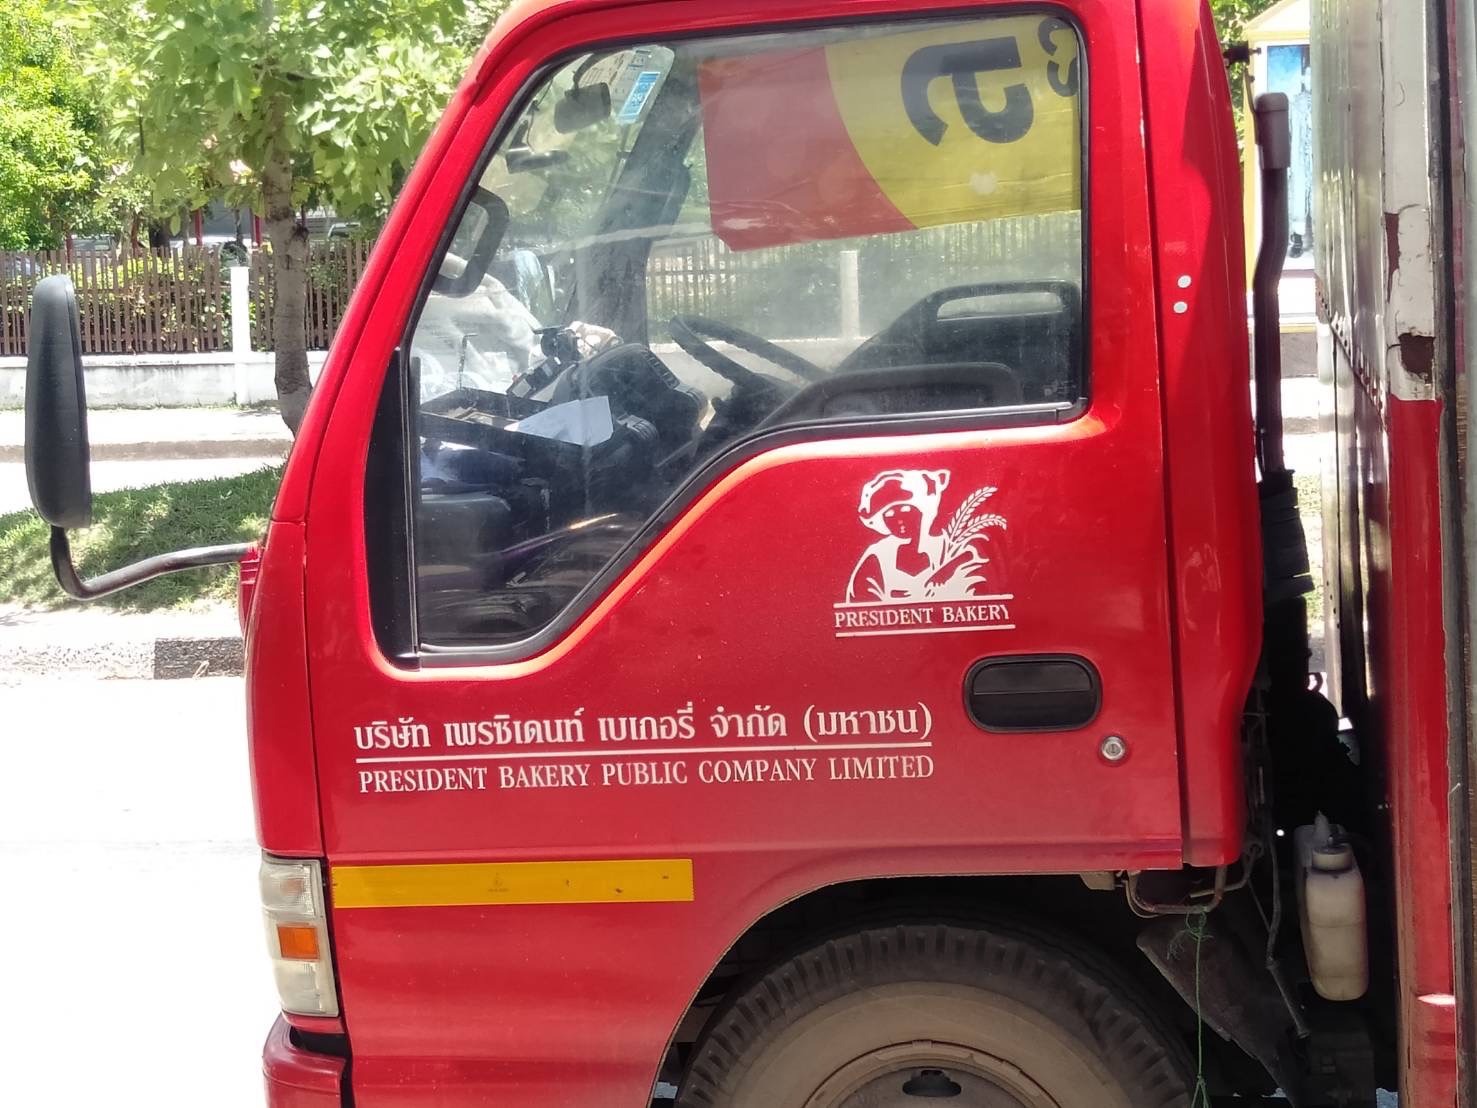 PRESIDENT BAKERY
บริษัท เพรซิเดนท์ เบเกอรี่ จำกัด (มหาชน)
PRESIDENT BAKERY PUBLIC COMPANY LIMITED